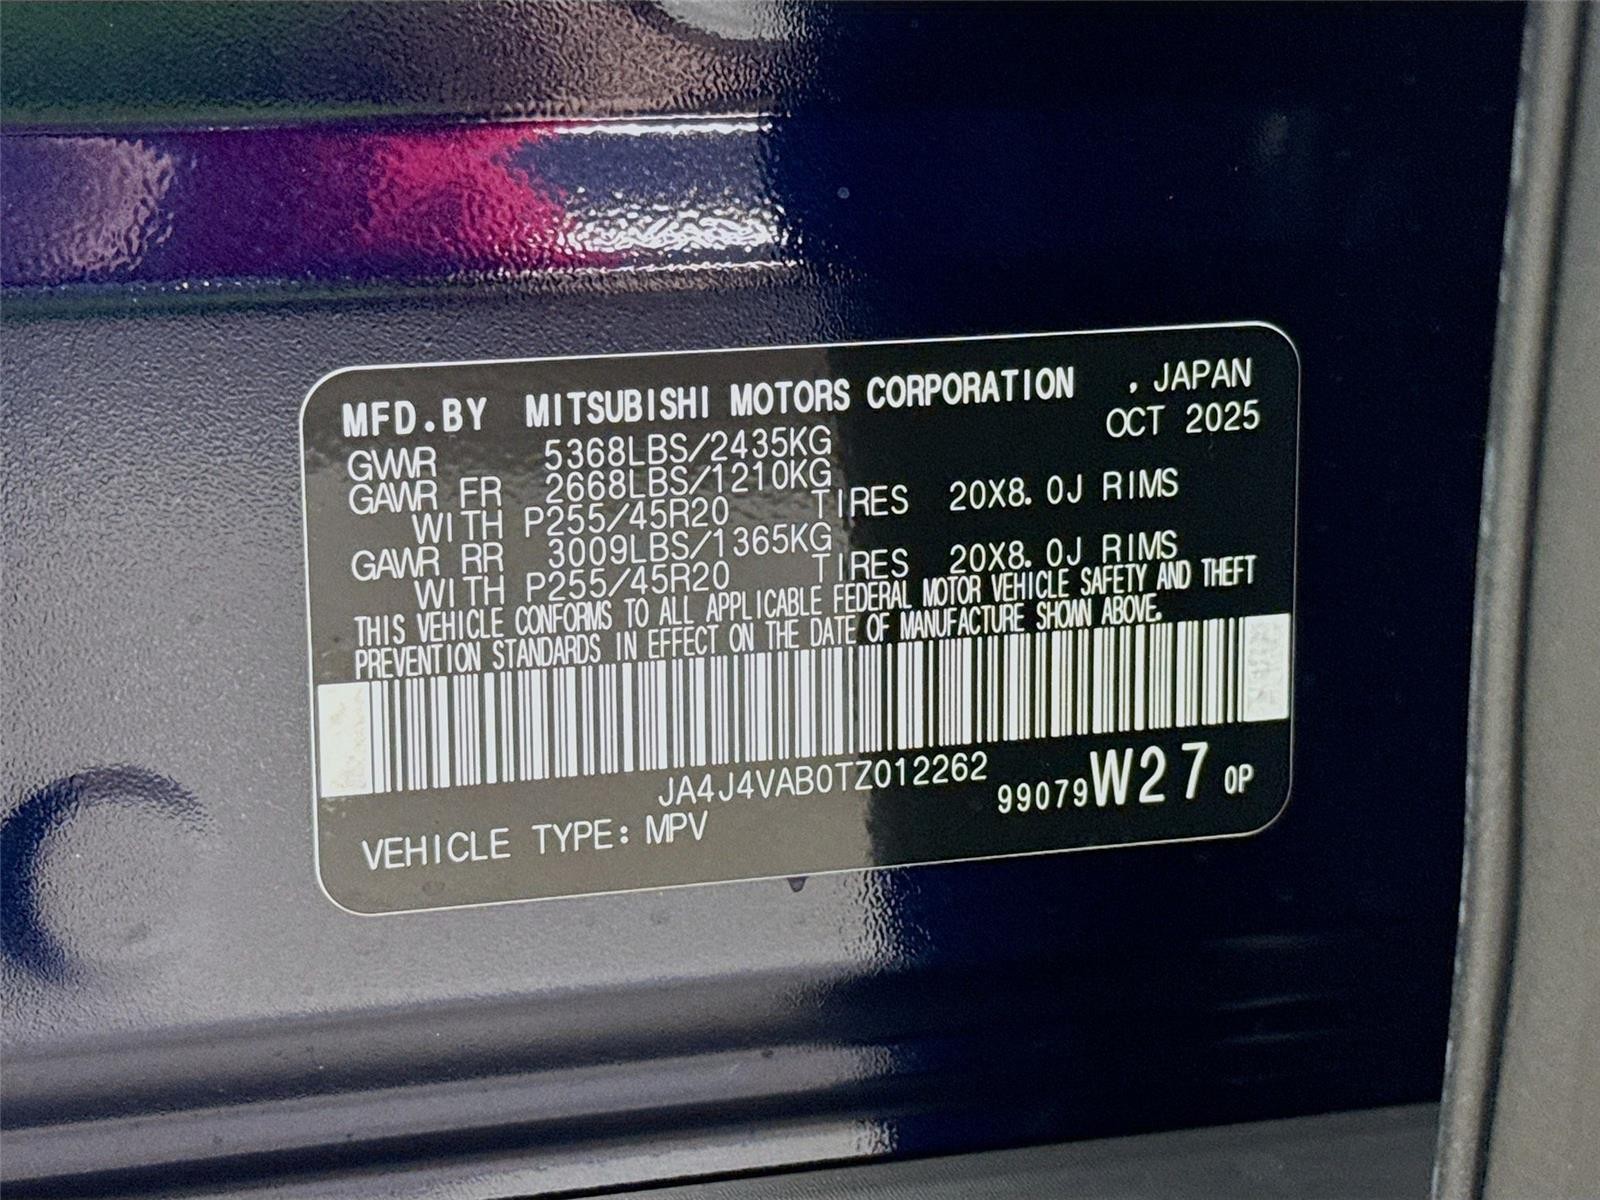 MFD.BY MITSUBISHI MOTORS CORPORATION , JAPAN
OCT 2025
GVWR 5368LBS/2435KG
GAWR FR 2668LBS/1210KG
WITH P255/45R20 TIRES 20X8.0J RIMS
GAWR RR 3009LBS/1365KG
WITH P255/45R20 TIRES 20X8.0J RIMS
THIS VEHICLE CONFORMS TO ALL APPLICABLE FEDERAL MOTOR VEHICLE SAFETY AND THEFT
PREVENTION STANDARDS IN EFFECT ON THE DATE OF MANUFACTURE SHOWN ABOVE.
JA4J4VAB0TZ012262
99079W27 0P
VEHICLE TYPE: MPV